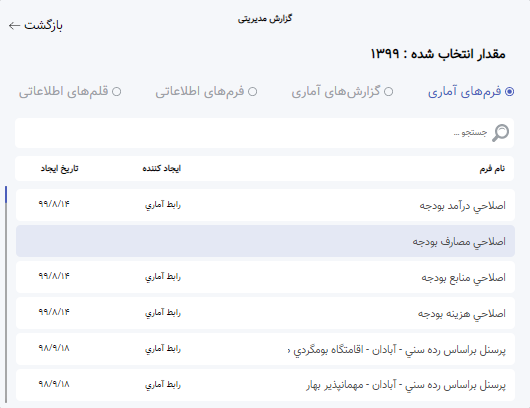 گزارش مدیریتی
بازگشت
مقدار انتخاب شده : ۱۳۹۹
فرم‌های آماری گزارش‌های آماری فرم‌های اطلاعاتی قلم‌های اطلاعاتی
جستجو ...
نام فرم ایجاد کننده تاریخ ایجاد
اصلاحي درآمد بودجه رابط آماري ۹۹/۸/۱۴
اصلاحي مصارف بودجه
اصلاحي منابع بودجه رابط آماري ۹۹/۸/۱۴
اصلاحي هزينه بودجه رابط آماري ۹۹/۸/۱۴
پرسنل براساس رده سني - آبادان - اقامتگاه بومگردي رابط آماري ۹۸/۹/۱۸
پرسنل براساس رده سني - آبادان - مهمانپذير بهار رابط آماري ۹۸/۹/۱۸